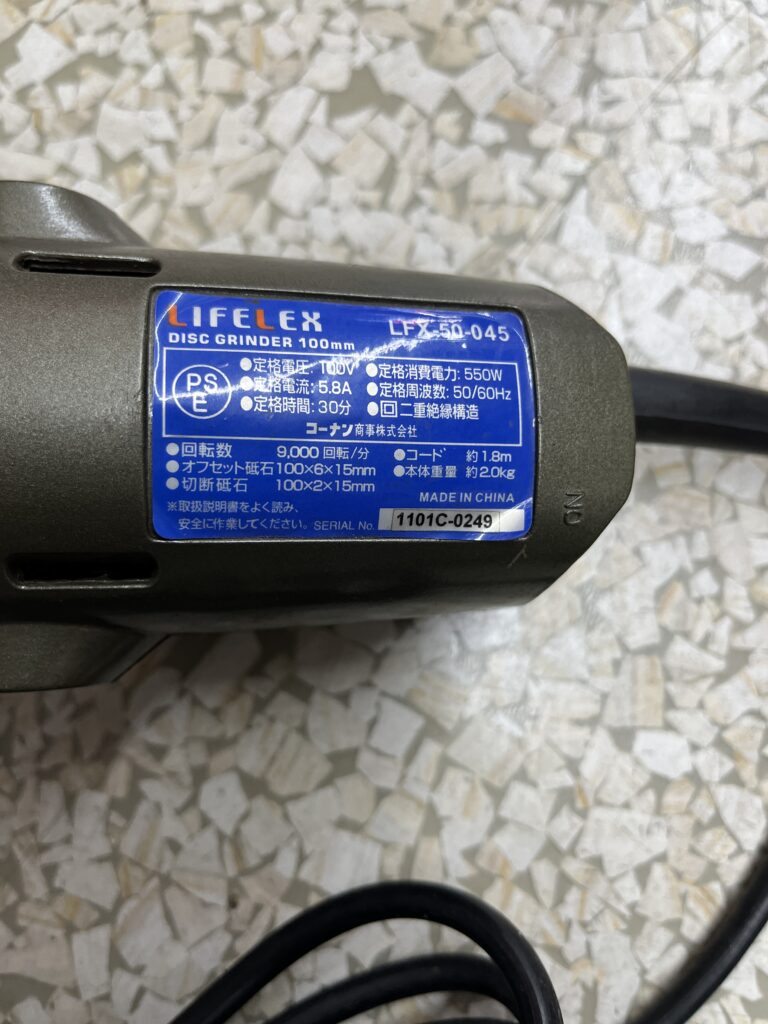 LIFELEX LFX-50-045
DISC GRINDER 100mm
PS
E
●定格電圧: 100V ●定格消費電力: 550W
●定格電流: 5.8A ●定格周波数: 50/60Hz
●定格時間: 30分 ●回二重絶縁構造
コーナン商事株式会社
●回転数 9,000 回転/分 ●コード 約1.8m
●オフセット砥石 100×6×15mm ●本体重量 約2.0kg
●切断砥石 100×2×15mm
MADE IN CHINA
※取扱説明書をよく読み、
安全に作業してください。 SERIAL No. 1101C-0249
NO